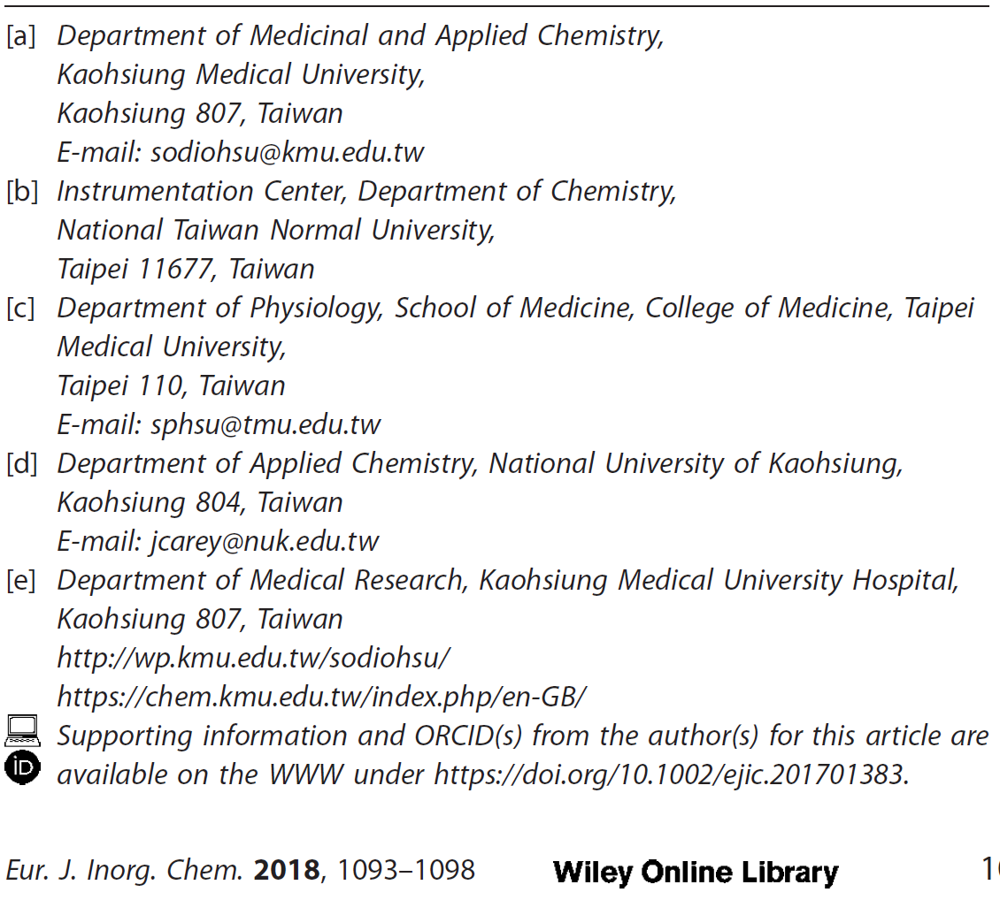 [a] Department of Medicinal and Applied Chemistry,
Kaohsiung Medical University,
Kaohsiung 807, Taiwan
E-mail: sodiohsu@kmu.edu.tw
[b] Instrumentation Center, Department of Chemistry,
National Taiwan Normal University,
Taipei 11677, Taiwan
[c] Department of Physiology, School of Medicine, College of Medicine, Taipei
Medical University,
Taipei 110, Taiwan
E-mail: sphsu@tmu.edu.tw
[d] Department of Applied Chemistry, National University of Kaohsiung,
Kaohsiung 804, Taiwan
E-mail: jcarey@nuk.edu.tw
[e] Department of Medical Research, Kaohsiung Medical University Hospital,
Kaohsiung 807, Taiwan
http://wp.kmu.edu.tw/sodiohsu/
https://chem.kmu.edu.tw/index.php/en-GB/
Supporting information and ORCID(s) from the author(s) for this article are
iD available on the WWW under https://doi.org/10.1002/ejic.201701383.
Eur. J. Inorg. Chem. 2018, 1093–1098 Wiley Online Library